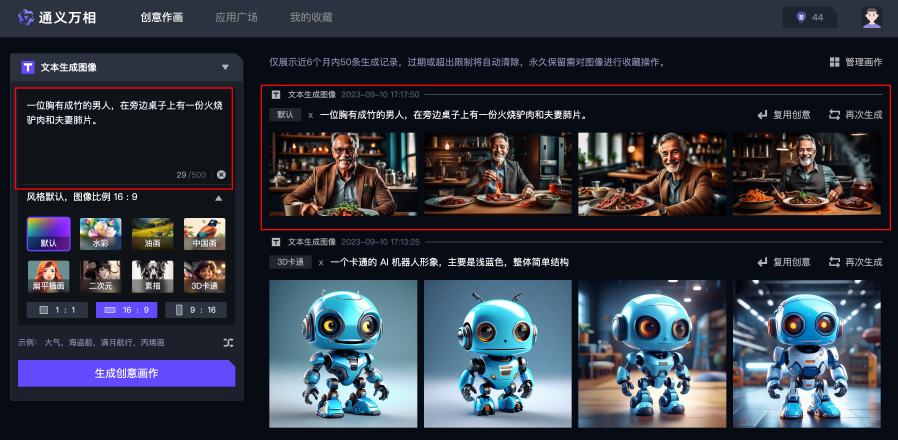 通义万相
创意作画
应用广场
我的收藏
44
文本生成图像
一位胸有成竹的男人，在旁边桌子上有一份火烧
驴肉和夫妻肺片。
29/500
风格默认，图像比例 16 : 9
默认
水彩
油画
中国画
扁平插画
二次元
素描
3D卡通
1 : 1
16 : 9
9 : 16
示例： 大气，海盗船，满月航行，丙烯画
生成创意画作
仅展示近6个月内50条生成记录，过期或超出限制将自动清除，永久保留需对图像进行收藏操作。
管理画作
文本生成图像 2023-09-10 17:17:50
默认 x 一位胸有成竹的男人，在旁边桌子上有一份火烧驴肉和夫妻肺片。
复用创意
再次生成
文本生成图像 2023-09-10 17:13:25
3D卡通 x 一个卡通的 AI 机器人形象，主要是浅蓝色，整体简单结构
复用创意
再次生成